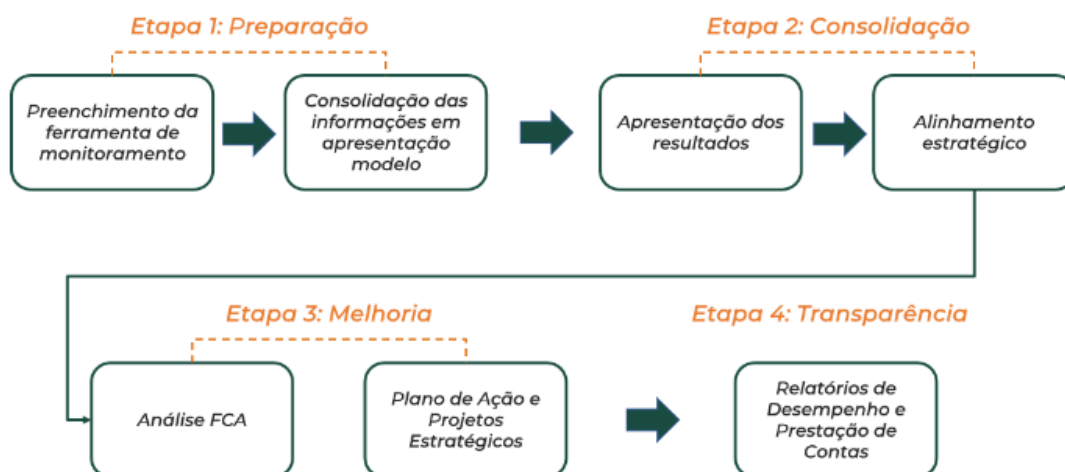 Etapa 1: Preparação
Etapa 2: Consolidação
Preenchimento da
ferramenta de
monitoramento
Consolidação das
informações em
apresentação
modelo
Apresentação dos
resultados
Alinhamento
estratégico
Etapa 3: Melhoria
Etapa 4: Transparência
Análise FCA
Plano de Ação e
Projetos
Estratégicos
Relatórios de
Desempenho e
Prestação de
Contas